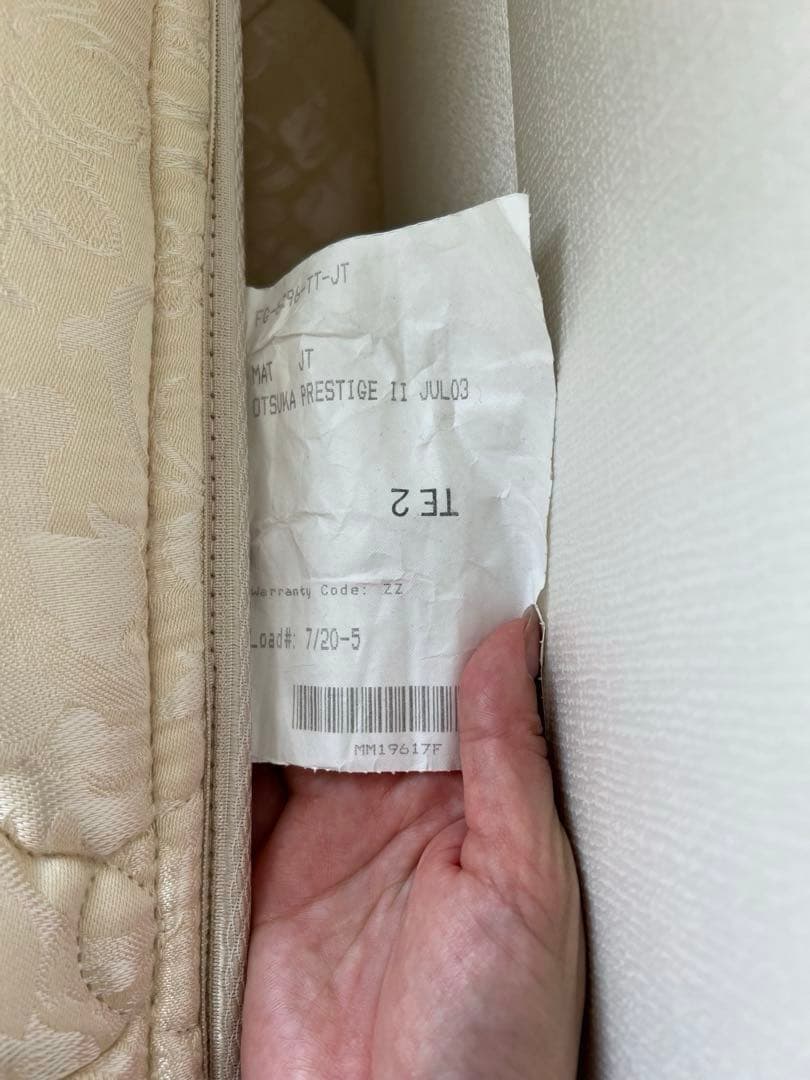 MAT JT
OTSUKA PRESTIGE II JUL03
TE 2
Warranty Code: ZZ
Load#: 7/20-5
MM19617F